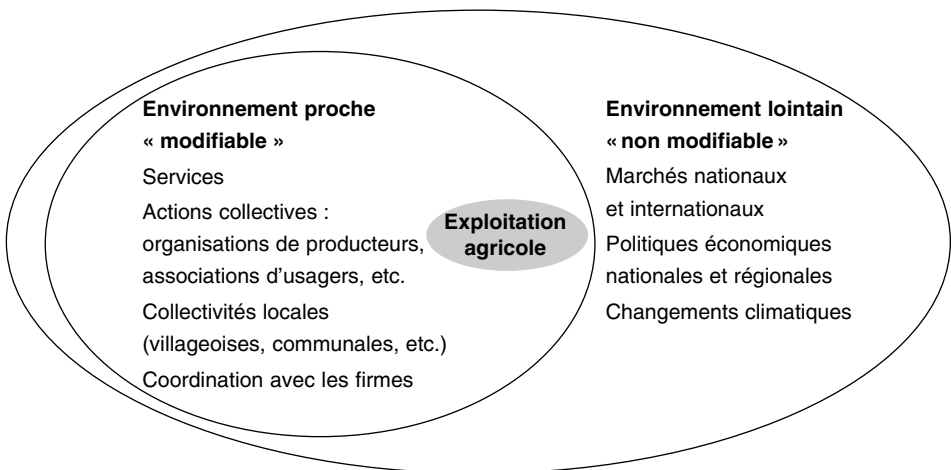 Environnement proche
« modifiable »
Services
Actions collectives :
organisations de producteurs,
associations d'usagers, etc.
Collectivités locales
(villageoises, communales, etc.)
Coordination avec les firmes
Exploitation
agricole
Environnement lointain
« non modifiable »
Marchés nationaux
et internationaux
Politiques économiques
nationales et régionales
Changements climatiques